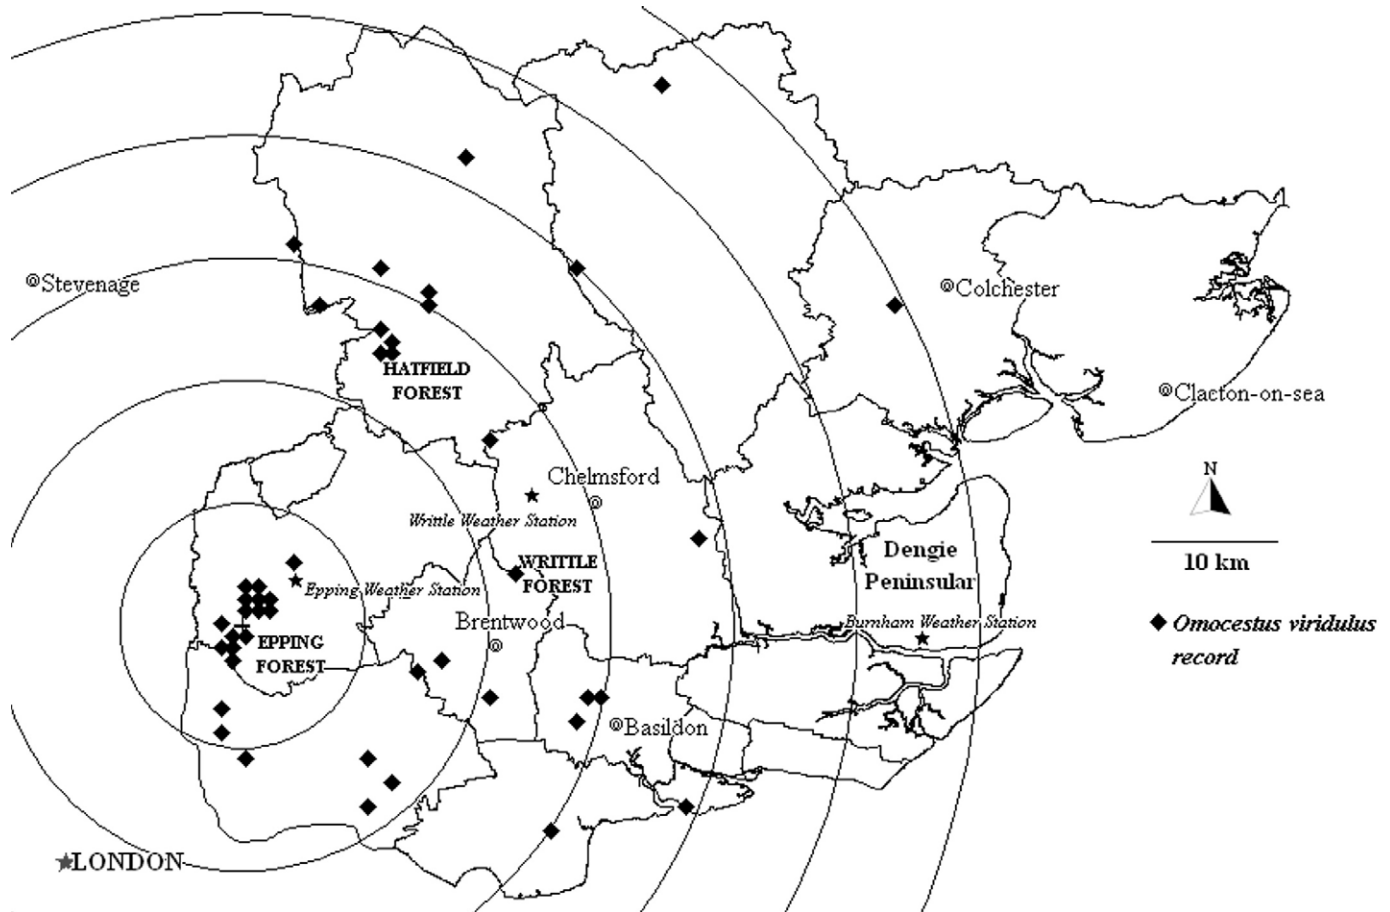 Stevenage
Colchester
HATFIELD
FOREST
Clacton-on-sea
N
Chelmsford
Writtle Weather Station
10 km
Dengie
Peninsular
WRITTLE
FOREST
Epping Weather Station
Brentwood
Burnham Weather Station
Omocestus viridulus
record
EPPING
FOREST
Basildon
LONDON